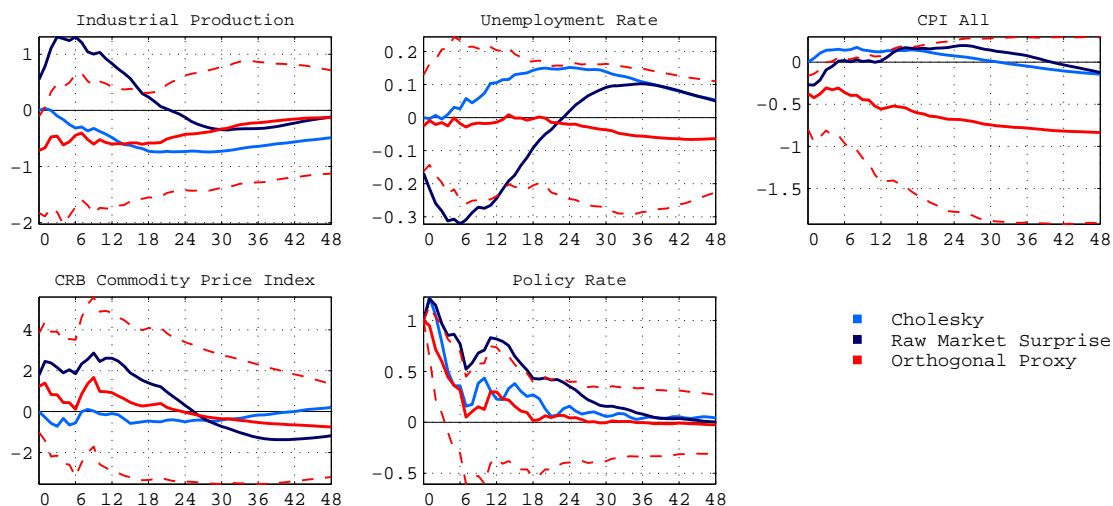 Industrial Production
1
0
−1
−2
0 6 12 18 24 30 36 42 48
Unemployment Rate
0.2
0.1
0
−0.1
−0.2
−0.3
0 6 12 18 24 30 36 42 48
CPI All
0
−0.5
−1
−1.5
0 6 12 18 24 30 36 42 48
CRB Commodity Price Index
4
2
0
−2
0 6 12 18 24 30 36 42 48
Policy Rate
1
0.5
0
−0.5
0 6 12 18 24 30 36 42 48
Cholesky
Raw Market Surprise
Orthogonal Proxy